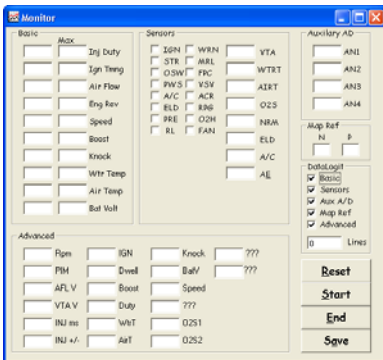 Monitor
Basic
Max
Inj Duty
Ign Tmng
Air Flow
Eng Rev
Speed
Boost
Knock
Wtr Temp
Air Temp
Bat Volt
Sensors
IGN WRN
STR MRL
OSW FPC
PWS VSV
A/C ACR
ELD RNG
PRE O2H
RL FAN
VTA
WTRT
AIRT
O2S
NRM
ELD
A/C
AE
Auxilary AD
AN1
AN2
AN3
AN4
Map Ref
N P
DataLogit
Basic
Sensors
Aux A/D
Map Ref
Advanced
0 Lines
Advanced
Rpm IGN Knock ???
PIM Dwell BatV ???
AFL V Boost Speed
VTA V Duty ???
INJ ms WtrT O2S1
INJ +/- AirT O2S2
Reset
Start
End
Save